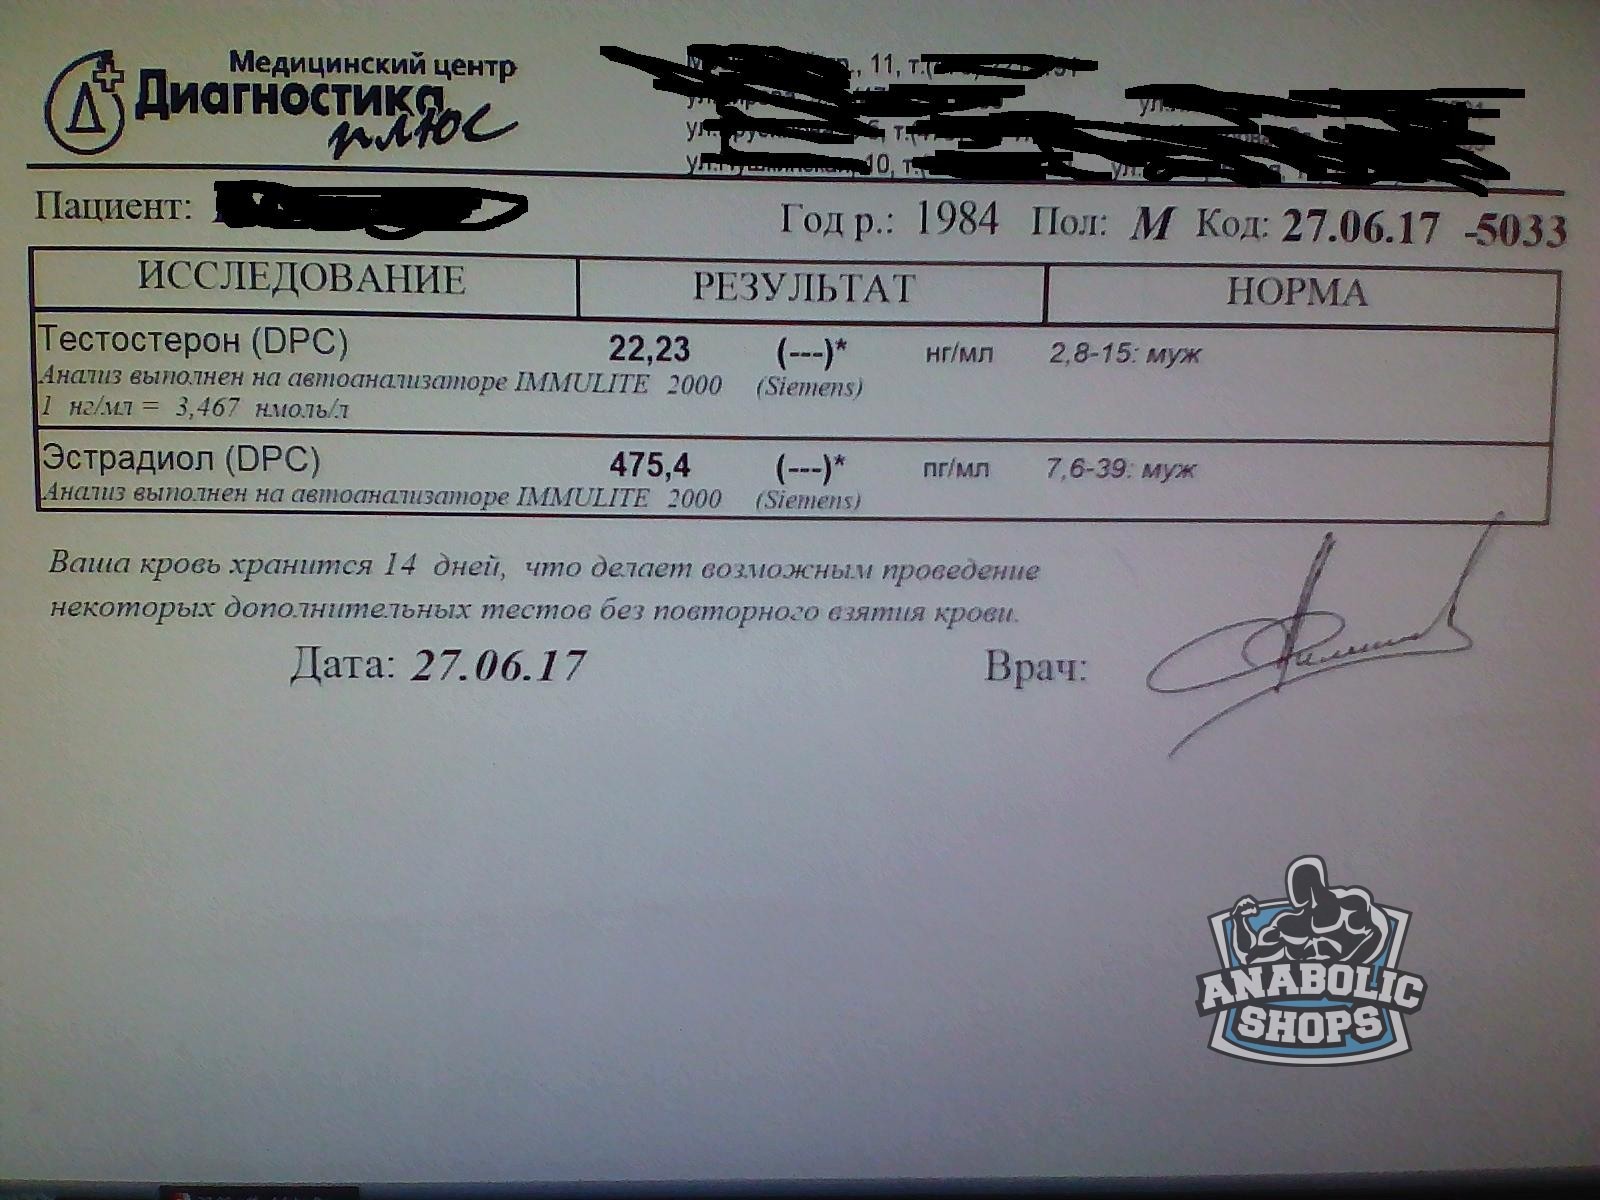 Медицинский центр
Диагностика
плюс
11, т.(
10, т.
Пациент:
Год р.: 1984 Пол: М Код: 27.06.17 -5033
ИССЛЕДОВАНИЕ РЕЗУЛЬТАТ НОРМА
Тестостерон (DPC) 22,23 (---)* нг/мл 2,8-15: муж
Анализ выполнен на автоанализаторе IMMULITE 2000 (Siemens)
1 нг/мл = 3,467 нмоль/л
Эстрадиол (DPC) 475,4 (---)* пг/мл 7,6-39: муж
Анализ выполнен на автоанализаторе IMMULITE 2000 (Siemens)
Ваша кровь хранится 14 дней, что делает возможным проведение
некоторых дополнительных тестов без повторного взятия крови.
Дата: 27.06.17 Врач:
ANABOLIC
SHOPS